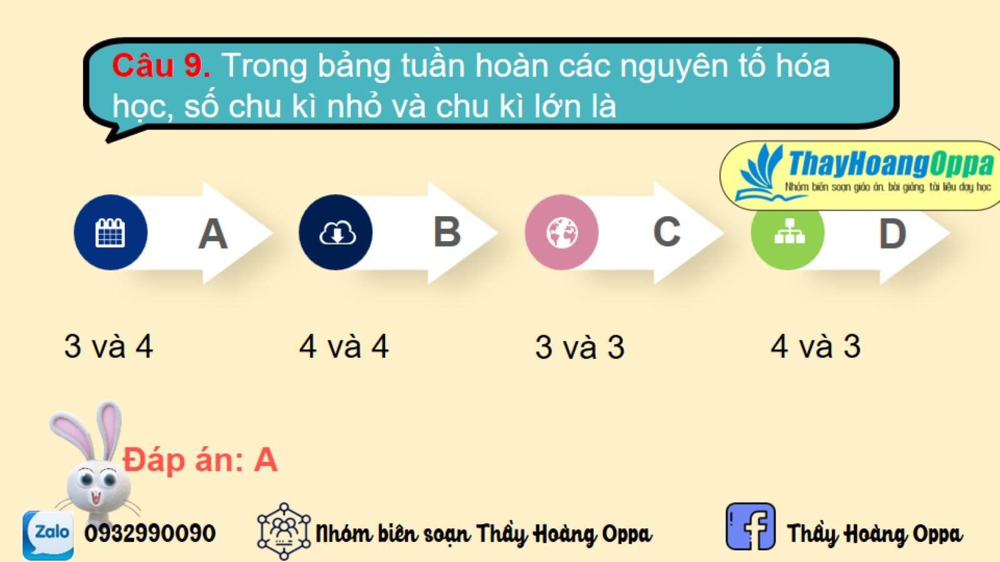 Câu 9. Trong bảng tuần hoàn các nguyên tố hóa
học, số chu kì nhỏ và chu kì lớn là
ThayHoangOppa
Nhóm biên soạn giáo án, bài giảng, tài liệu dạy học
A
B
C
D
3 và 4
4 và 4
3 và 3
4 và 3
Đáp án: A
Zalo
0932990090
Nhóm biên soạn Thầy Hoàng Oppa
f
Thầy Hoàng Oppa